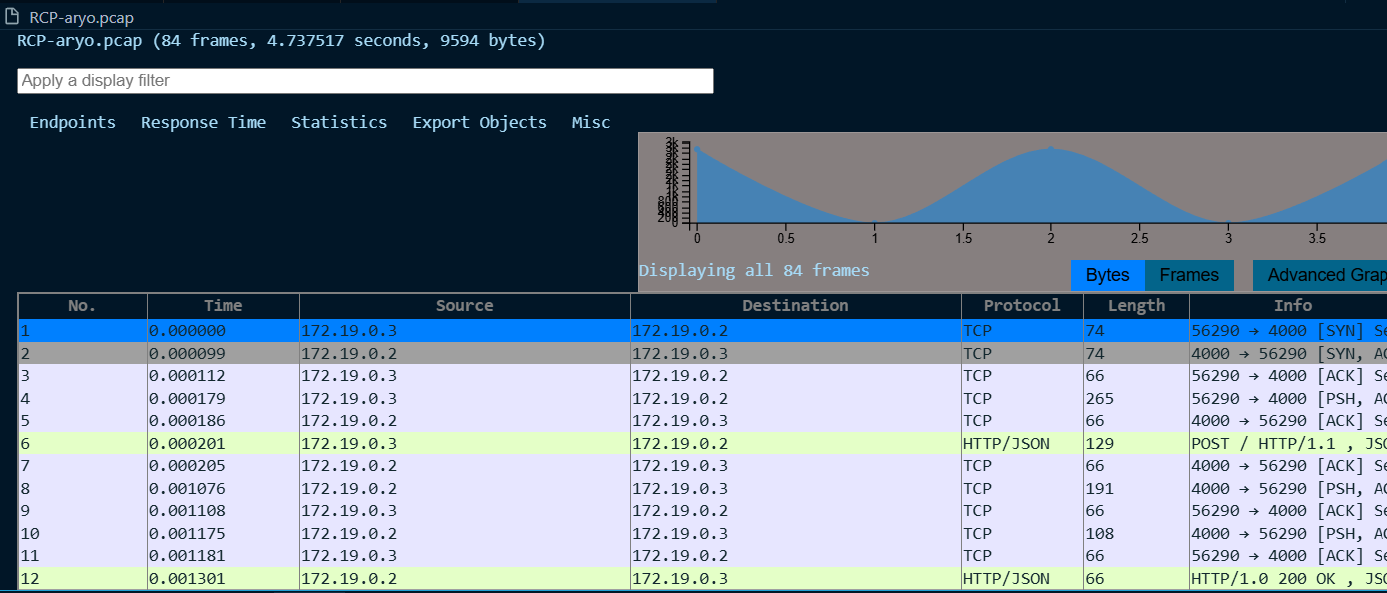 RCP-aryo.pcap
RCP-aryo.pcap (84 frames, 4.737517 seconds, 9594 bytes)
Apply a display filter
Endpoints Response Time Statistics Export Objects Misc
800
200
0
0 0.5 1 1.5 2 2.5 3 3.5
Displaying all 84 frames Bytes Frames Advanced Grap
No. Time Source Destination Protocol Length Info
1 0.000000 172.19.0.3 172.19.0.2 TCP 74 56290 → 4000 [SYN] Se
2 0.000099 172.19.0.2 172.19.0.3 TCP 74 4000 → 56290 [SYN, AC
3 0.000112 172.19.0.3 172.19.0.2 TCP 66 56290 → 4000 [ACK] Se
4 0.000179 172.19.0.3 172.19.0.2 TCP 265 56290 → 4000 [PSH, AC
5 0.000186 172.19.0.2 172.19.0.3 TCP 66 4000 → 56290 [ACK] Se
6 0.000201 172.19.0.3 172.19.0.2 HTTP/JSON 129 POST / HTTP/1.1 , JSO
7 0.000205 172.19.0.2 172.19.0.3 TCP 66 4000 → 56290 [ACK] Se
8 0.001076 172.19.0.2 172.19.0.3 TCP 191 4000 → 56290 [PSH, AC
9 0.001108 172.19.0.3 172.19.0.2 TCP 66 56290 → 4000 [ACK] Se
10 0.001175 172.19.0.2 172.19.0.3 TCP 108 4000 → 56290 [PSH, AC
11 0.001181 172.19.0.3 172.19.0.2 TCP 66 56290 → 4000 [ACK] Se
12 0.001301 172.19.0.2 172.19.0.3 HTTP/JSON 66 HTTP/1.0 200 OK , JSO